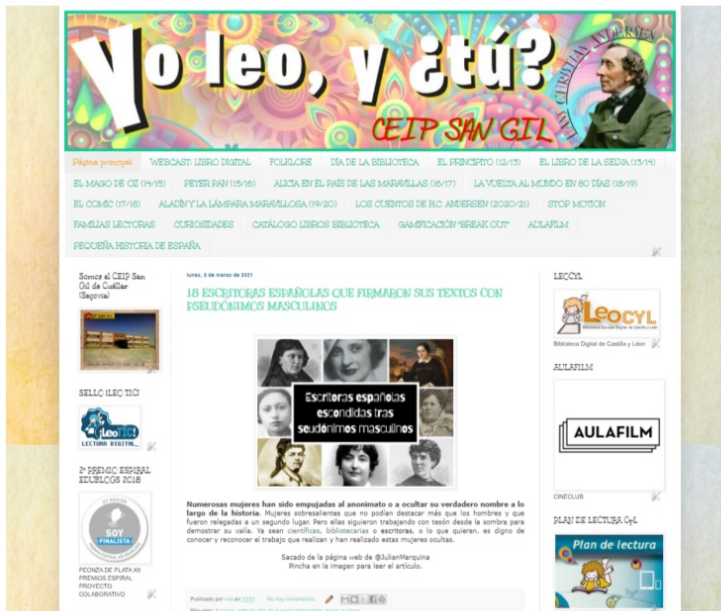 Yo leo, y ¿tú?
HANS CHRISTIAN ANDERSEN
CEIP SAN GIL
Página principal WEBCAST: LIBRO DIGITAL FOLKLORE DÍA DE LA BIBLIOTECA EL PRINCIPITO (12/13) EL LIBRO DE LA SELVA (13/14)
EL MAGO DE OZ (14/15) PETER PAN (15/16) ALICIA EN EL PAÍS DE LAS MARAVILLAS (16/17) LA VUELTA AL MUNDO EN 80 DÍAS (18/19)
EL COMIC (17/18) ALADÍN Y LA LÁMPARA MARAVILLOSA (19/20) LOS CUENTOS DE H.C. ANDERSEN (2020/21) STOP MOTION
FAMILIAS LECTORAS CURIOSIDADES CATÁLOGO LIBROS BIBLIOTECA GAMIFICACIÓN "BREAK OUT" AULAFILM
PEQUEÑA HISTORIA DE ESPAÑA
Somos el CEIP San
Gil de Cuéllar
(Segovia)
SELLO ¡LEO TIC!
¡LeoTIC!
LECTURA DIGITAL
2º PREMIO ESPIRAL
EDUBLOGS 2018
SOY
FINALISTA
PEONZA DE PLATA XII
PREMIOS ESPIRAL
PROYECTO
COLABORATIVO
lunes, 8 de marzo de 2021
18 ESCRITORAS ESPAÑOLAS QUE FIRMARON SUS TEXTOS CON
PSEUDÓNIMOS MASCULINOS
Escritoras españolas
escondidas tras
seudónimos masculinos
Numerosas mujeres han sido empujadas al anonimato o a ocultar su verdadero nombre a lo
largo de la historia. Mujeres sobresalientes que no podían destacar más que los hombres y que
fueron relegadas a un segundo lugar. Pero ellas siguieron trabajando con tesón desde la sombra para
demostrar su valía. Ya sean científicas, bibliotecarias o escritoras, o lo que quieran, es digno de
conocer y reconocer el trabajo que realizan y han realizado estas mujeres ocultas.
Sacado de la página web de @JulianMarquina
Pincha en la imagen para leer el artículo.
Publicado por
No hay comentarios:
LEOCYL
LEOCYL
Biblioteca Digital de Castilla y León
AULAFILM
AULAFILM
CINECLUB
PLAN DE LECTURA CyL
Plan de lectura